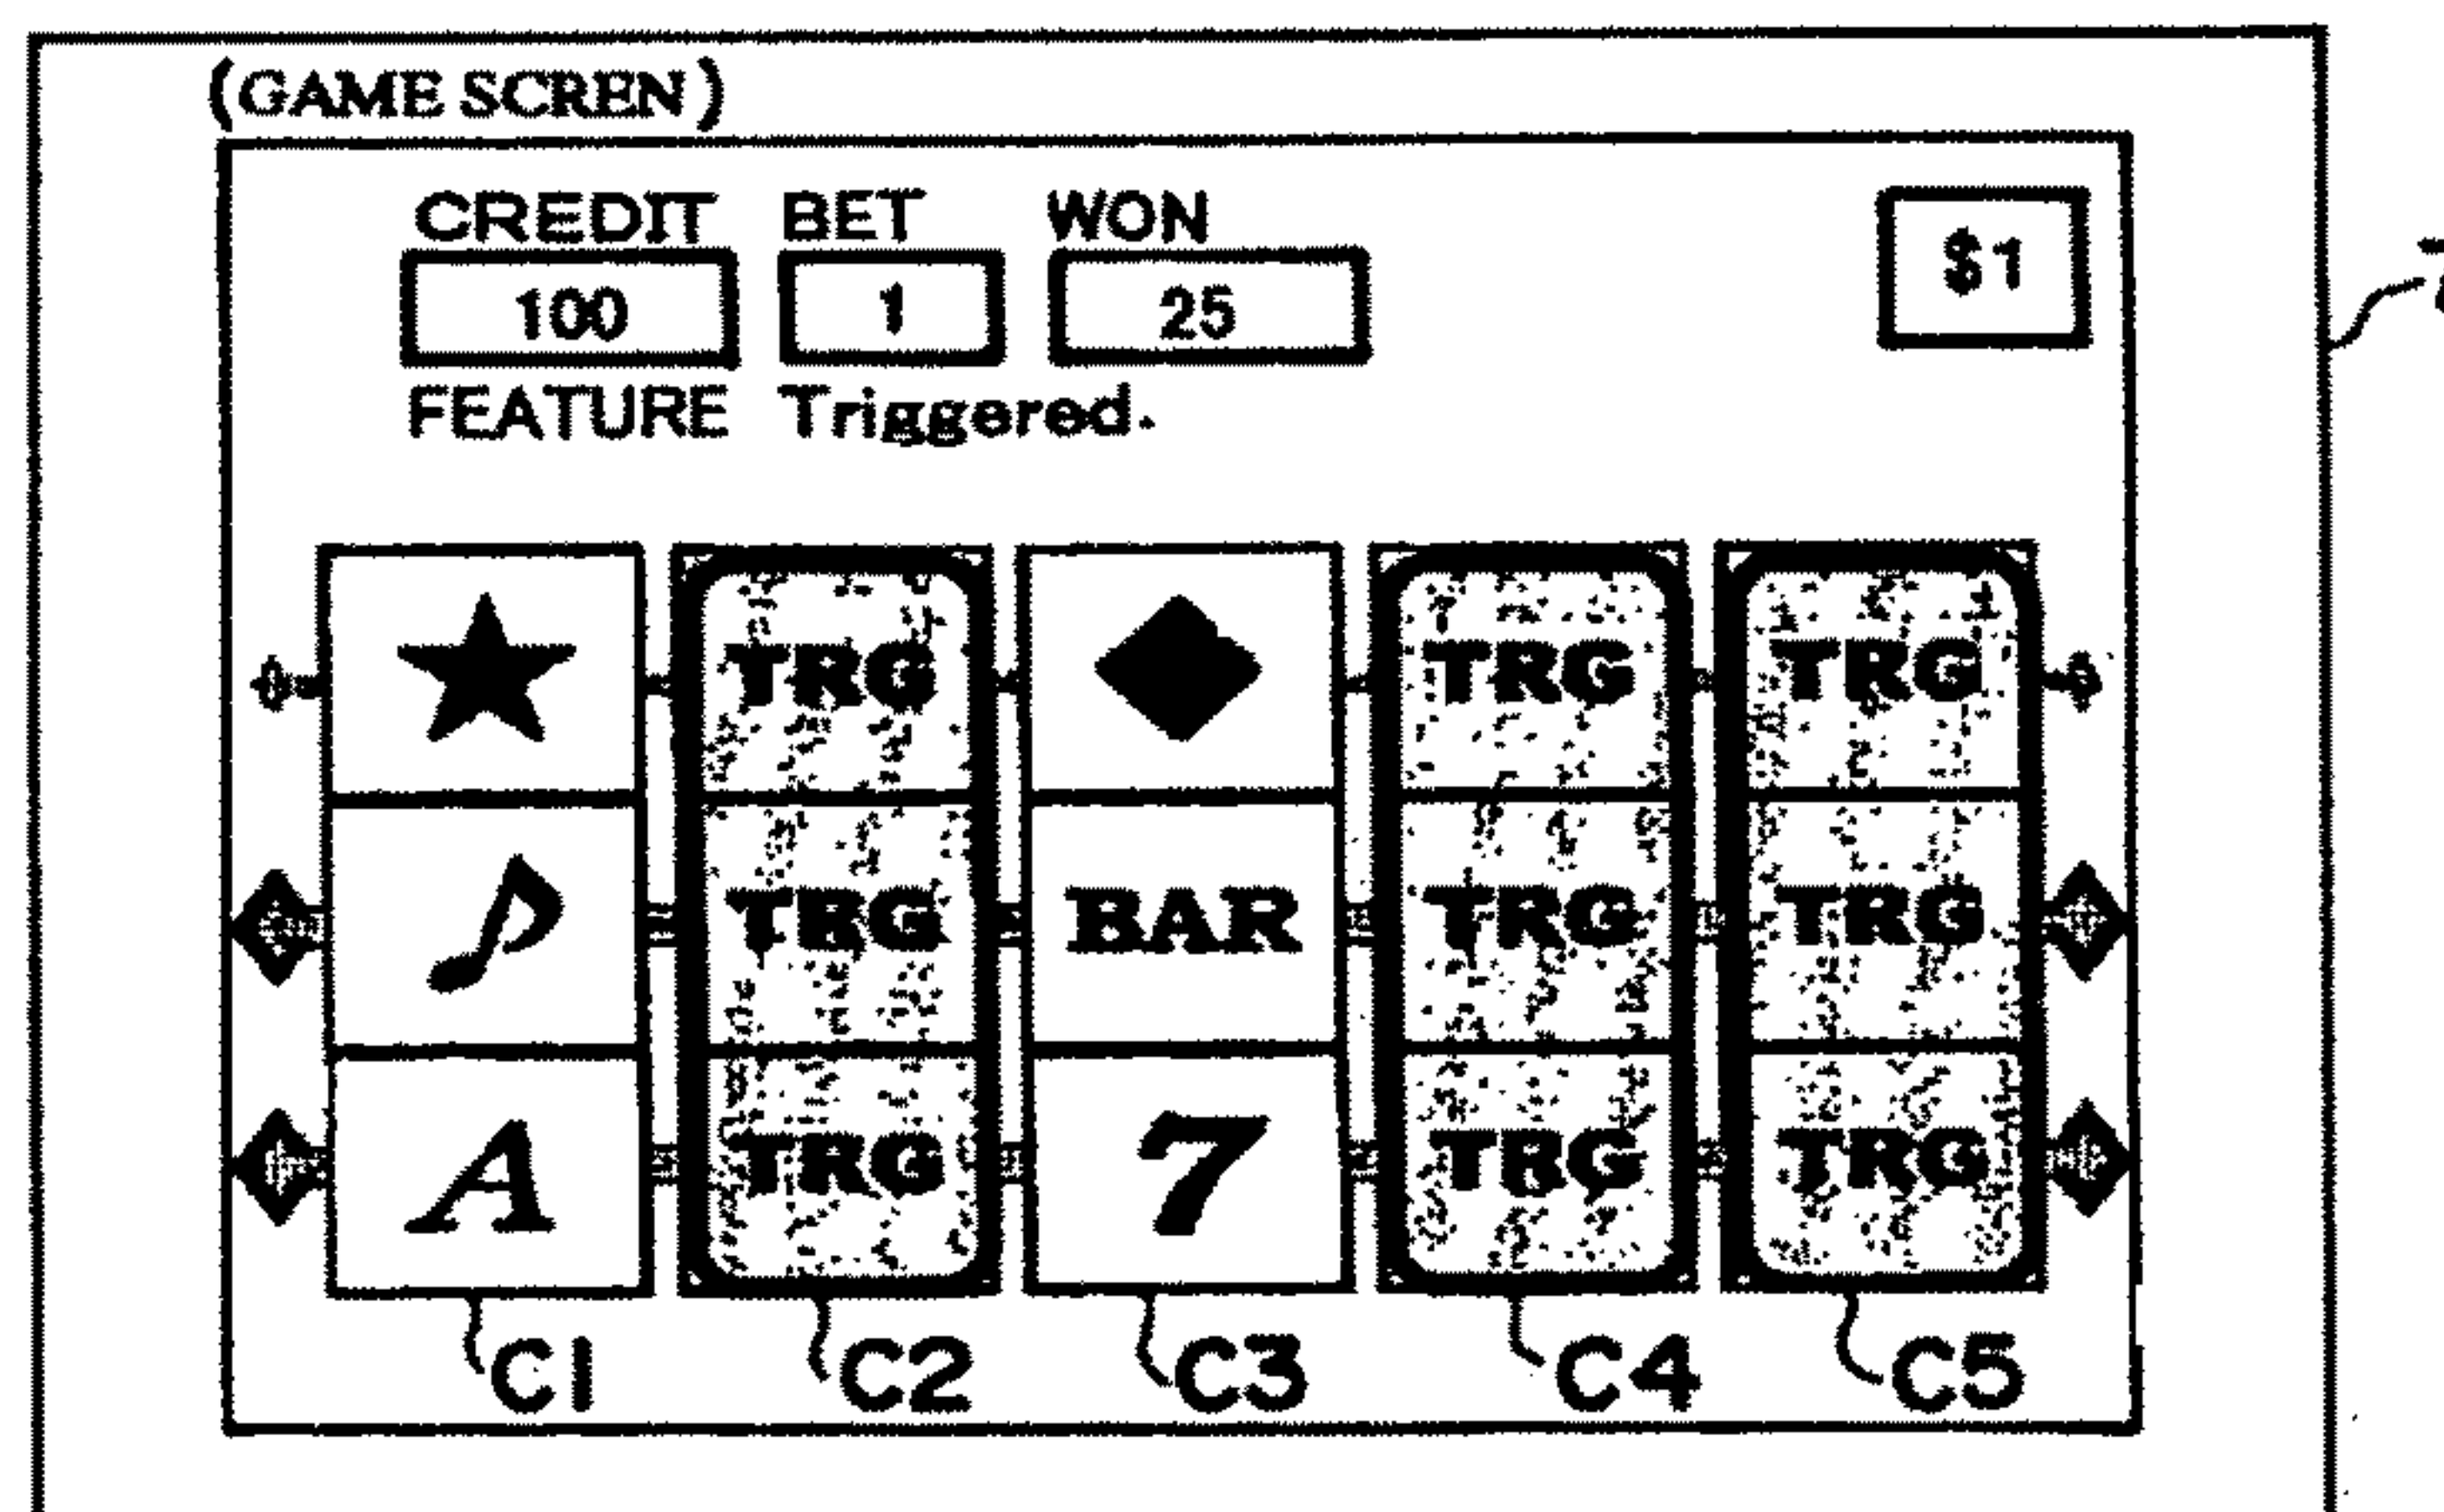 (GAME SCREN)
CREDIT BET WON
100 1 25 $1
FEATURE Triggered.
TRG TRG TRG
TRG BAR TRG TRG
A TRG 7 TRG TRG
C1 C2 C3 C4 C5